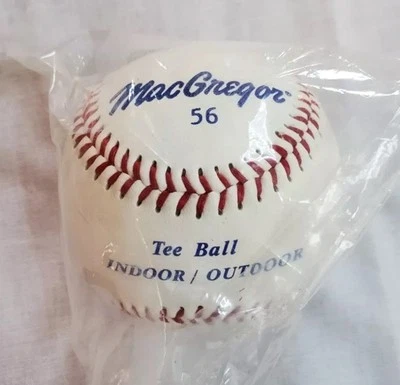 MacGregor
56
Tee Ball
INDOOR / OUTDOOR